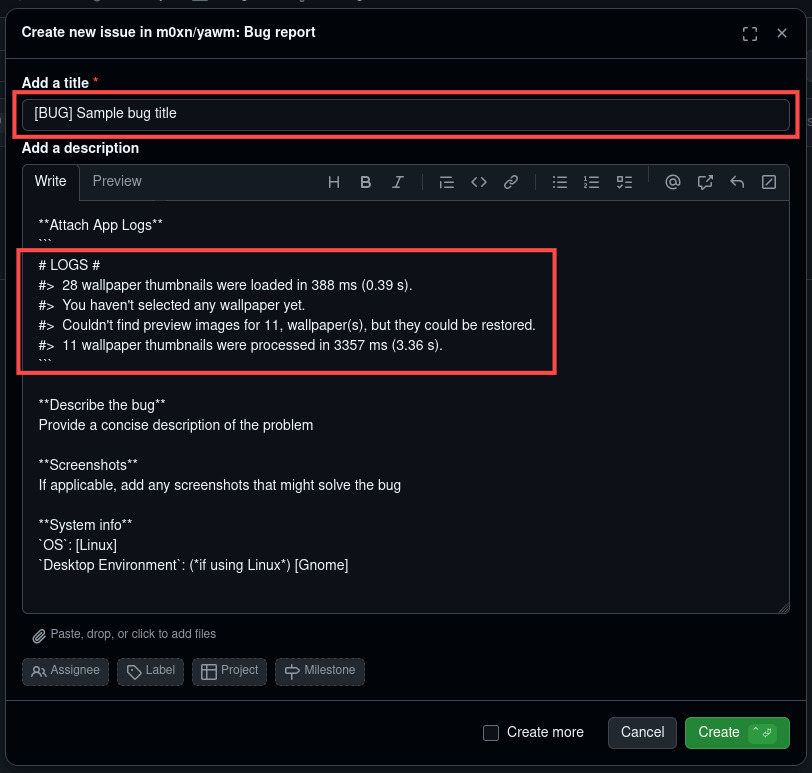 Create new issue in m0xn/yawm: Bug report
Add a title *
[BUG] Sample bug title
Add a description
Write Preview
**Attach App Logs**
```
# LOGS #
#> 28 wallpaper thumbnails were loaded in 388 ms (0.39 s).
#> You haven't selected any wallpaper yet.
#> Couldn't find preview images for 11, wallpaper(s), but they could be restored.
#> 11 wallpaper thumbnails were processed in 3357 ms (3.36 s).
```
**Describe the bug**
Provide a concise description of the problem
**Screenshots**
If applicable, add any screenshots that might solve the bug
**System info**
`OS`: [Linux]
`Desktop Environment`: (*if using Linux*) [Gnome]
Paste, drop, or click to add files
Assignee Label Project Milestone
Create more Cancel Create